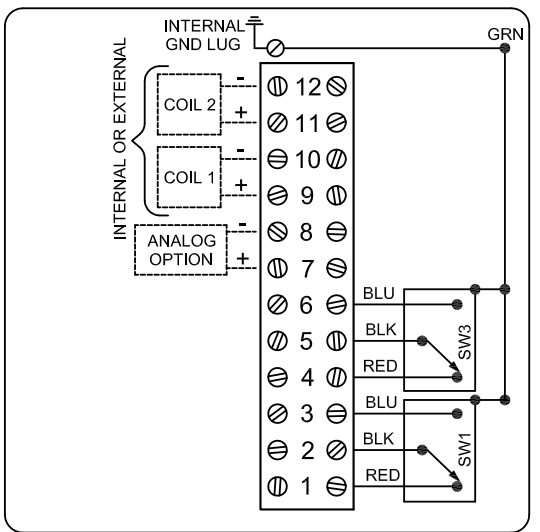 INTERNAL
GND LUG
GRN
INTERNAL OR EXTERNAL
COIL 2
-
+
COIL 1
-
+
ANALOG
OPTION
-
+
12
11
10
9
8
7
6
5
4
3
2
1
BLU
BLK
RED
SW3
BLU
BLK
RED
SW1